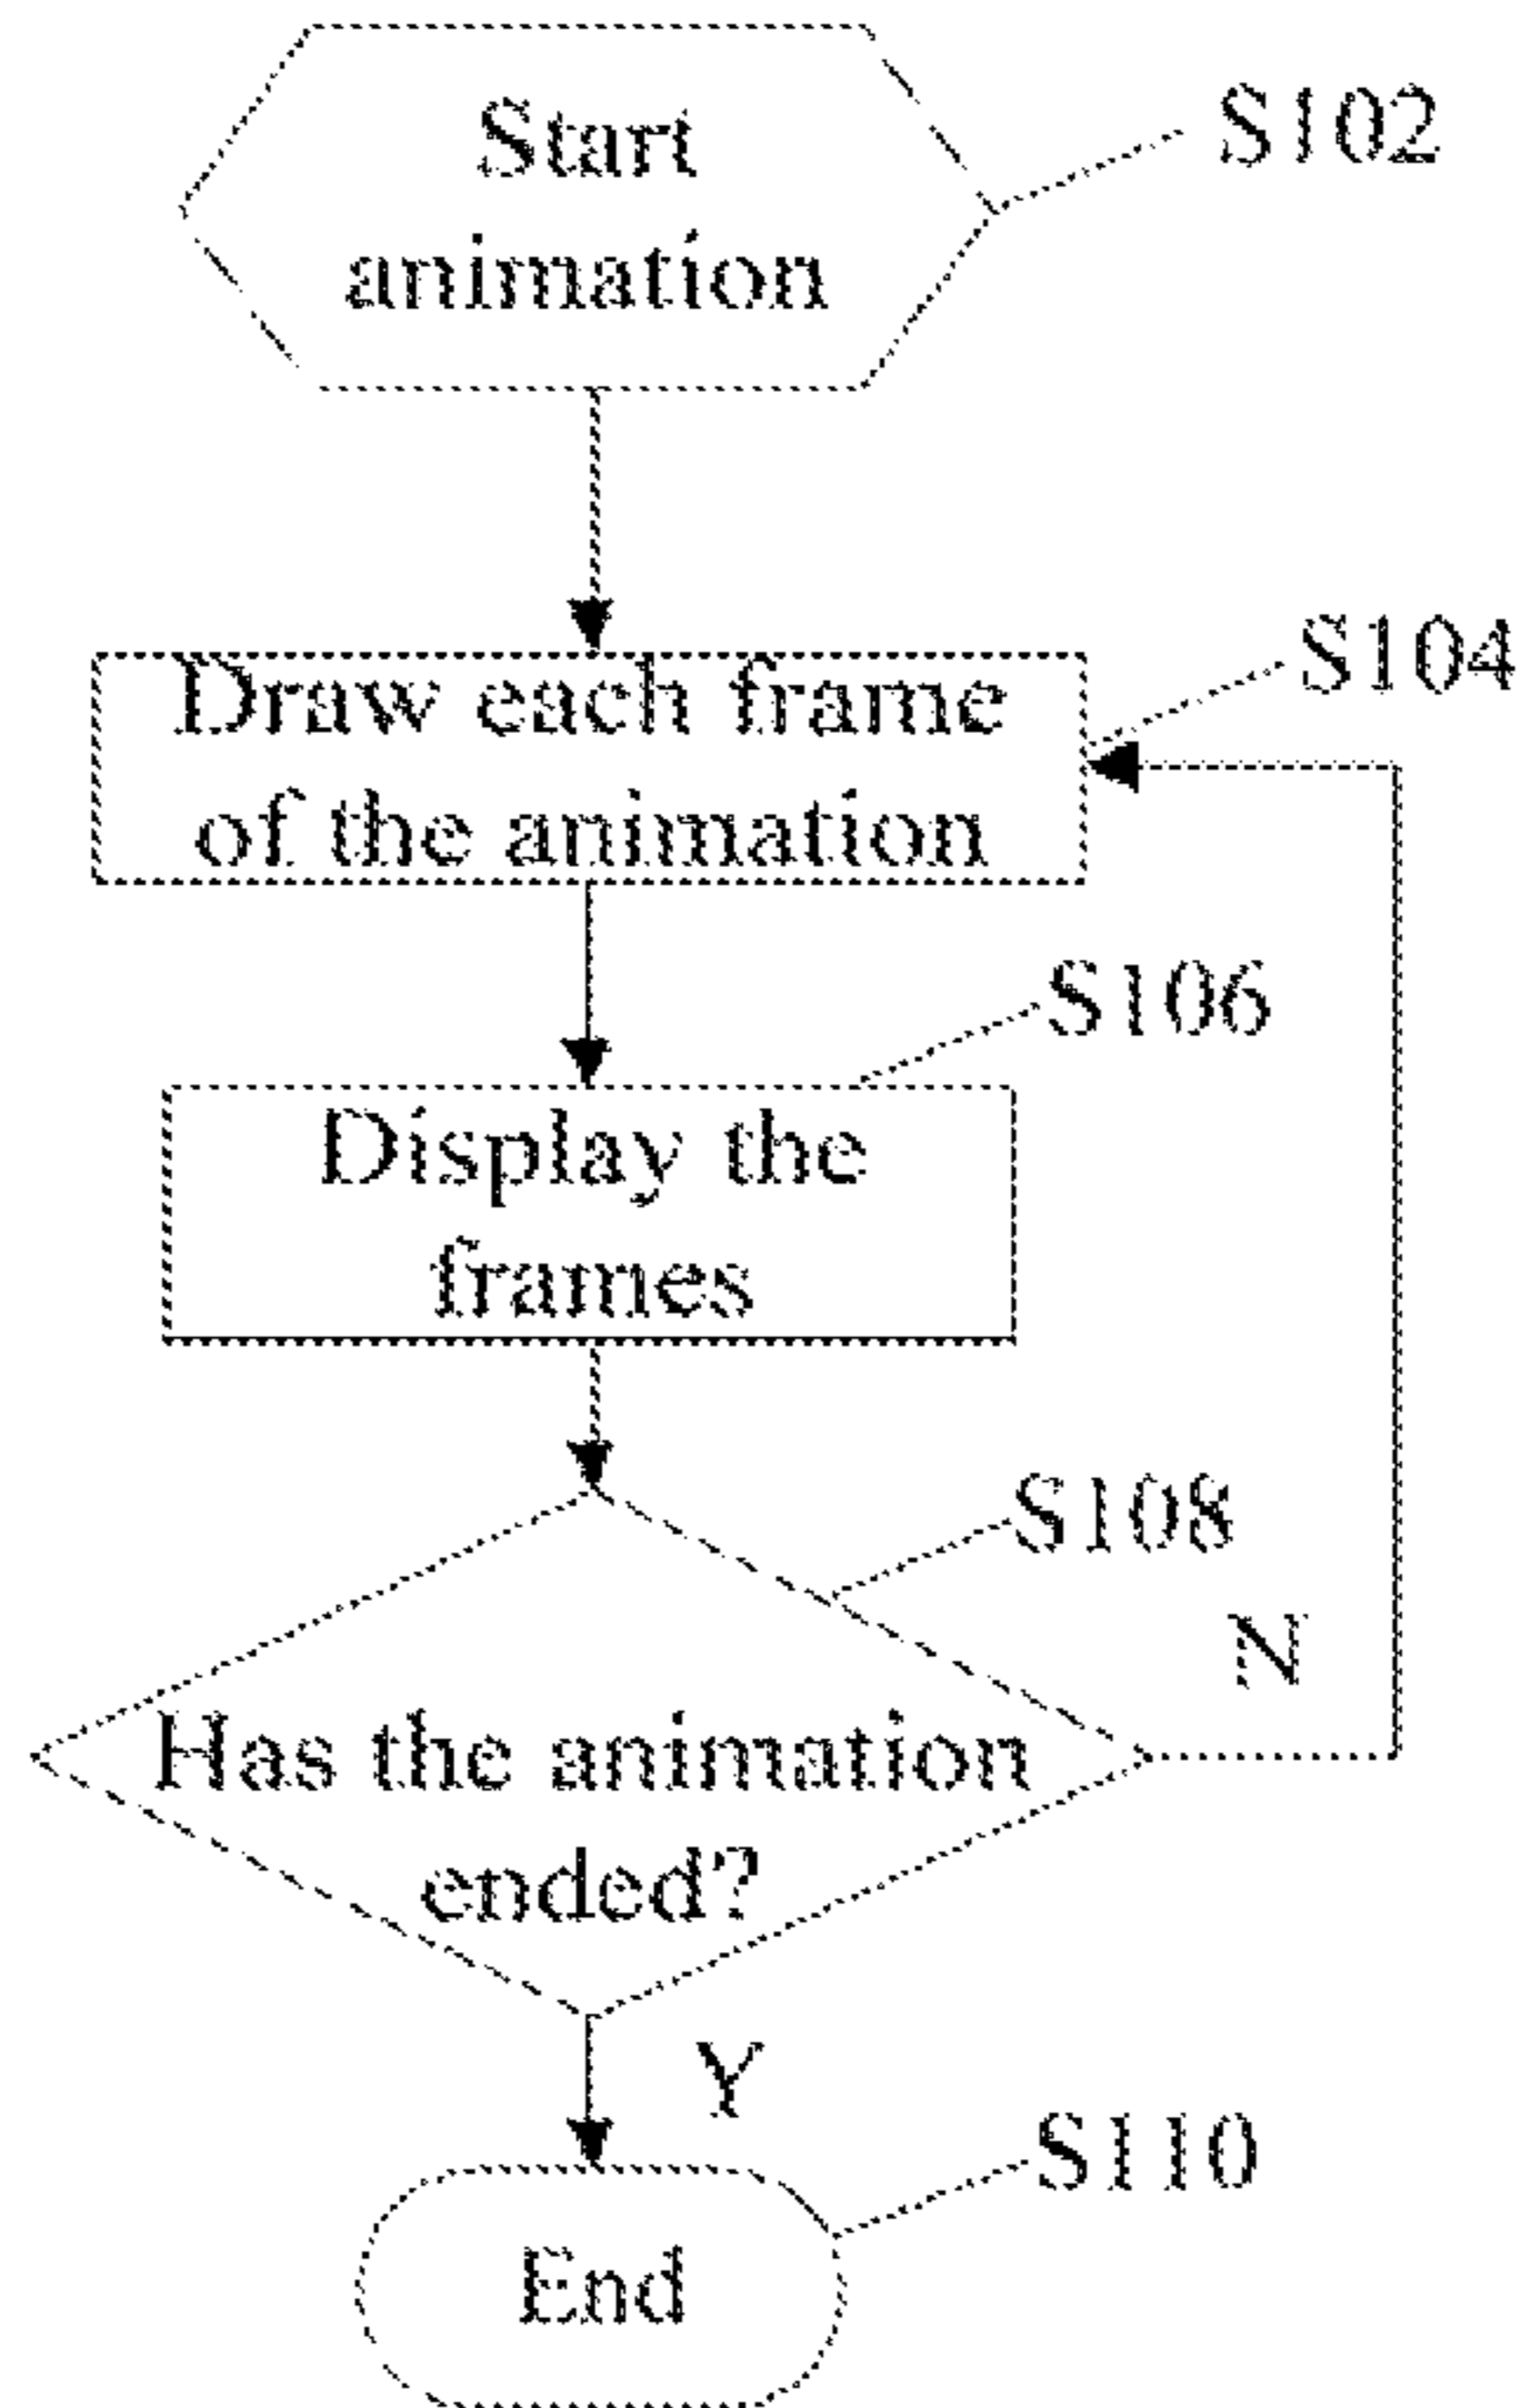 Start
animation
S102
Draw each frame
of the animation
S104
Display the
frames
S106
Has the animation
ended?
S108
N
Y
End
S110